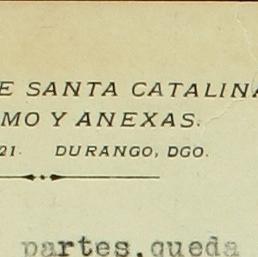 E SANTA CATALINA
MO Y ANEXAS.
21. DURANGO, DGO.
partes, queda